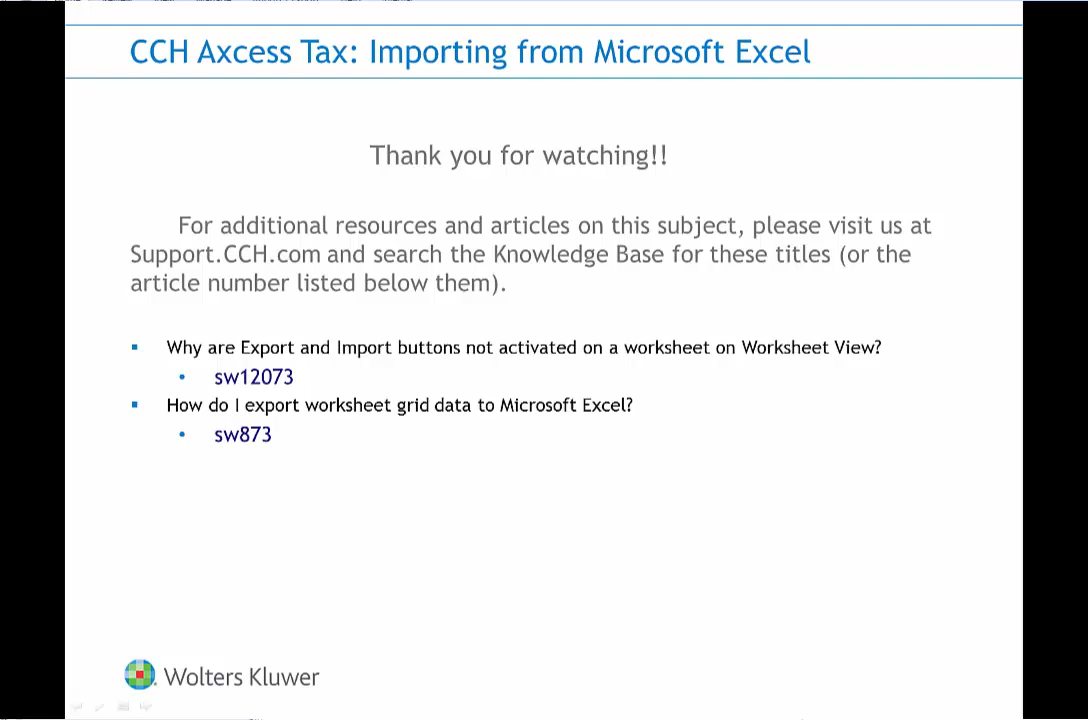 CCH Axcess Tax: Importing from Microsoft Excel
Thank you for watching!!
For additional resources and articles on this subject, please visit us at
Support.CCH.com and search the Knowledge Base for these titles (or the
article number listed below them).
Why are Export and Import buttons not activated on a worksheet on Worksheet View?
sw12073
How do I export worksheet grid data to Microsoft Excel?
sw873
Wolters Kluwer